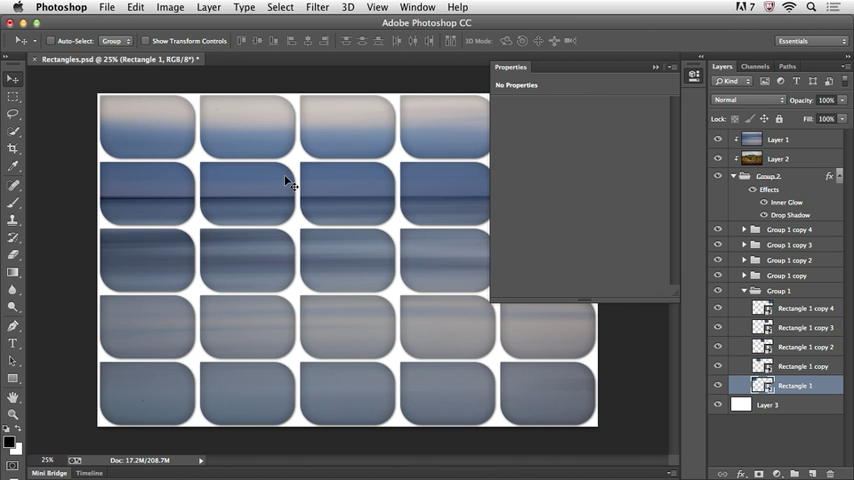 Photoshop File Edit Image Layer Type Select Filter 3D View Window Help
7
Adobe Photoshop CC
Auto-Select: Group Show Transform Controls 3D Mode: Essentials
× Rectangles.psd @ 25% (Rectangle 1, RGB/8*) *
Properties
No Properties
Layers Channels Paths
Kind
Normal Opacity: 100%
Lock: Fill: 100%
Layer 1
Layer 2
Group 2 fx
Effects
Inner Glow
Drop Shadow
Group 1 copy 4
Group 1 copy 3
Group 1 copy 2
Group 1 copy
Group 1
Rectangle 1 copy 4
Rectangle 1 copy 3
Rectangle 1 copy 2
Rectangle 1 copy
Rectangle 1
Layer 3
25% Doc: 17.2M/208.7M
Mini Bridge Timeline
fx